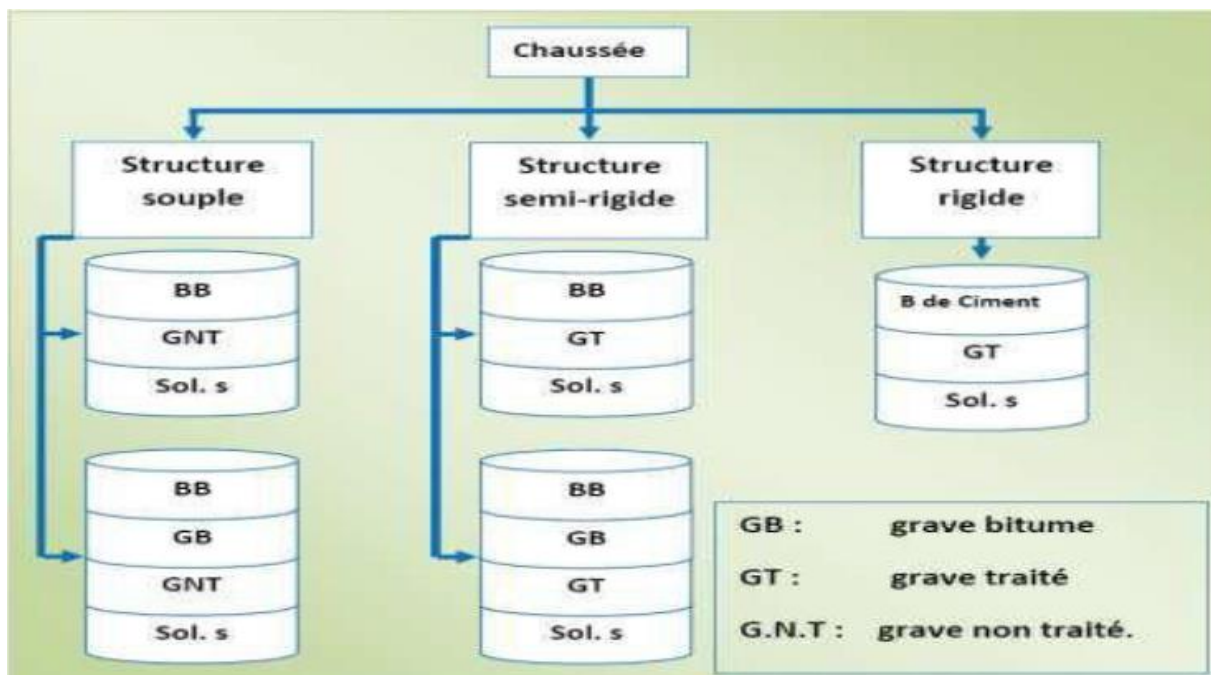 Chaussée
Structure
souple
Structure
semi-rigide
Structure
rigide
BB
GNT
Sol. s
BB
GB
GNT
Sol. s
BB
GT
Sol. s
BB
GB
GT
Sol. s
B de Ciment
GT
Sol. s
GB : grave bitume
GT : grave traité
G.N.T : grave non traité.